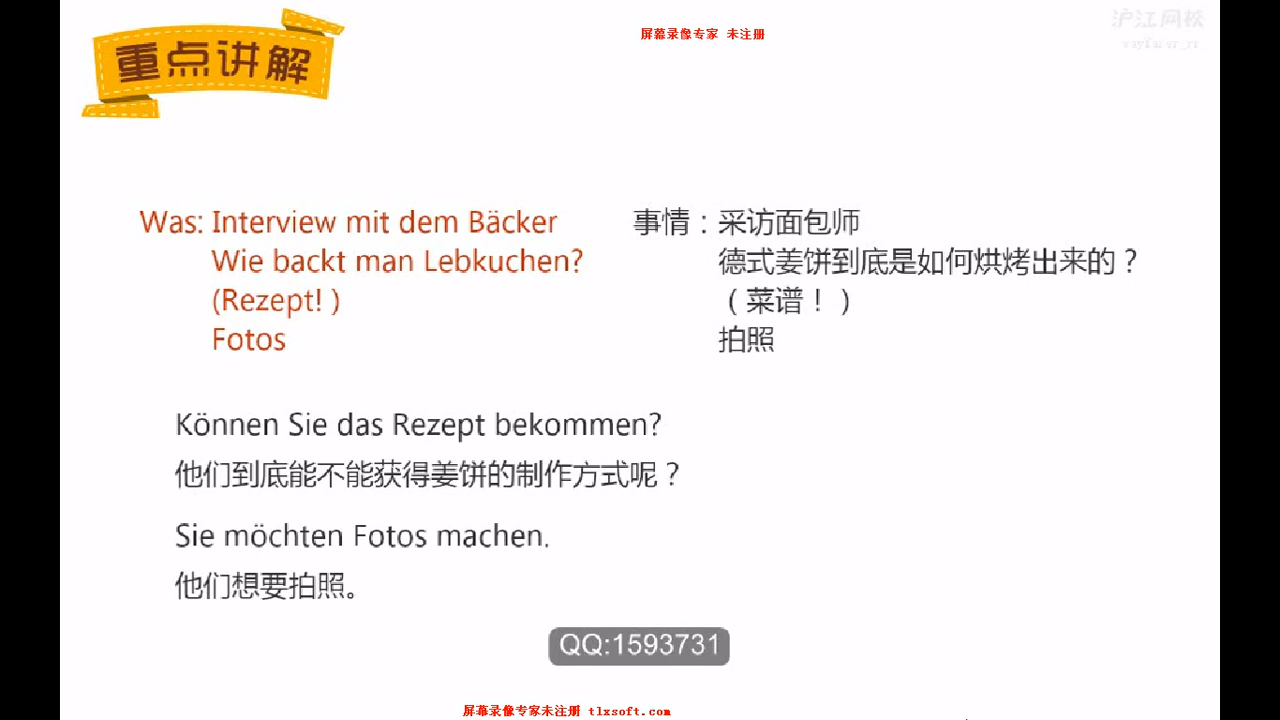 屏幕录像专家 未注册
沪江网校
重点讲解
Was: Interview mit dem Bäcker
Wie backt man Lebkuchen?
(Rezept! )
Fotos
事情：采访面包师
德式姜饼到底是如何烘烤出来的？
（菜谱！）
拍照
Können Sie das Rezept bekommen?
他们到底能不能获得姜饼的制作方式呢？
Sie möchten Fotos machen.
他们想要拍照。
QQ:1593731
屏幕录像专家未注册 tlxsoft.com